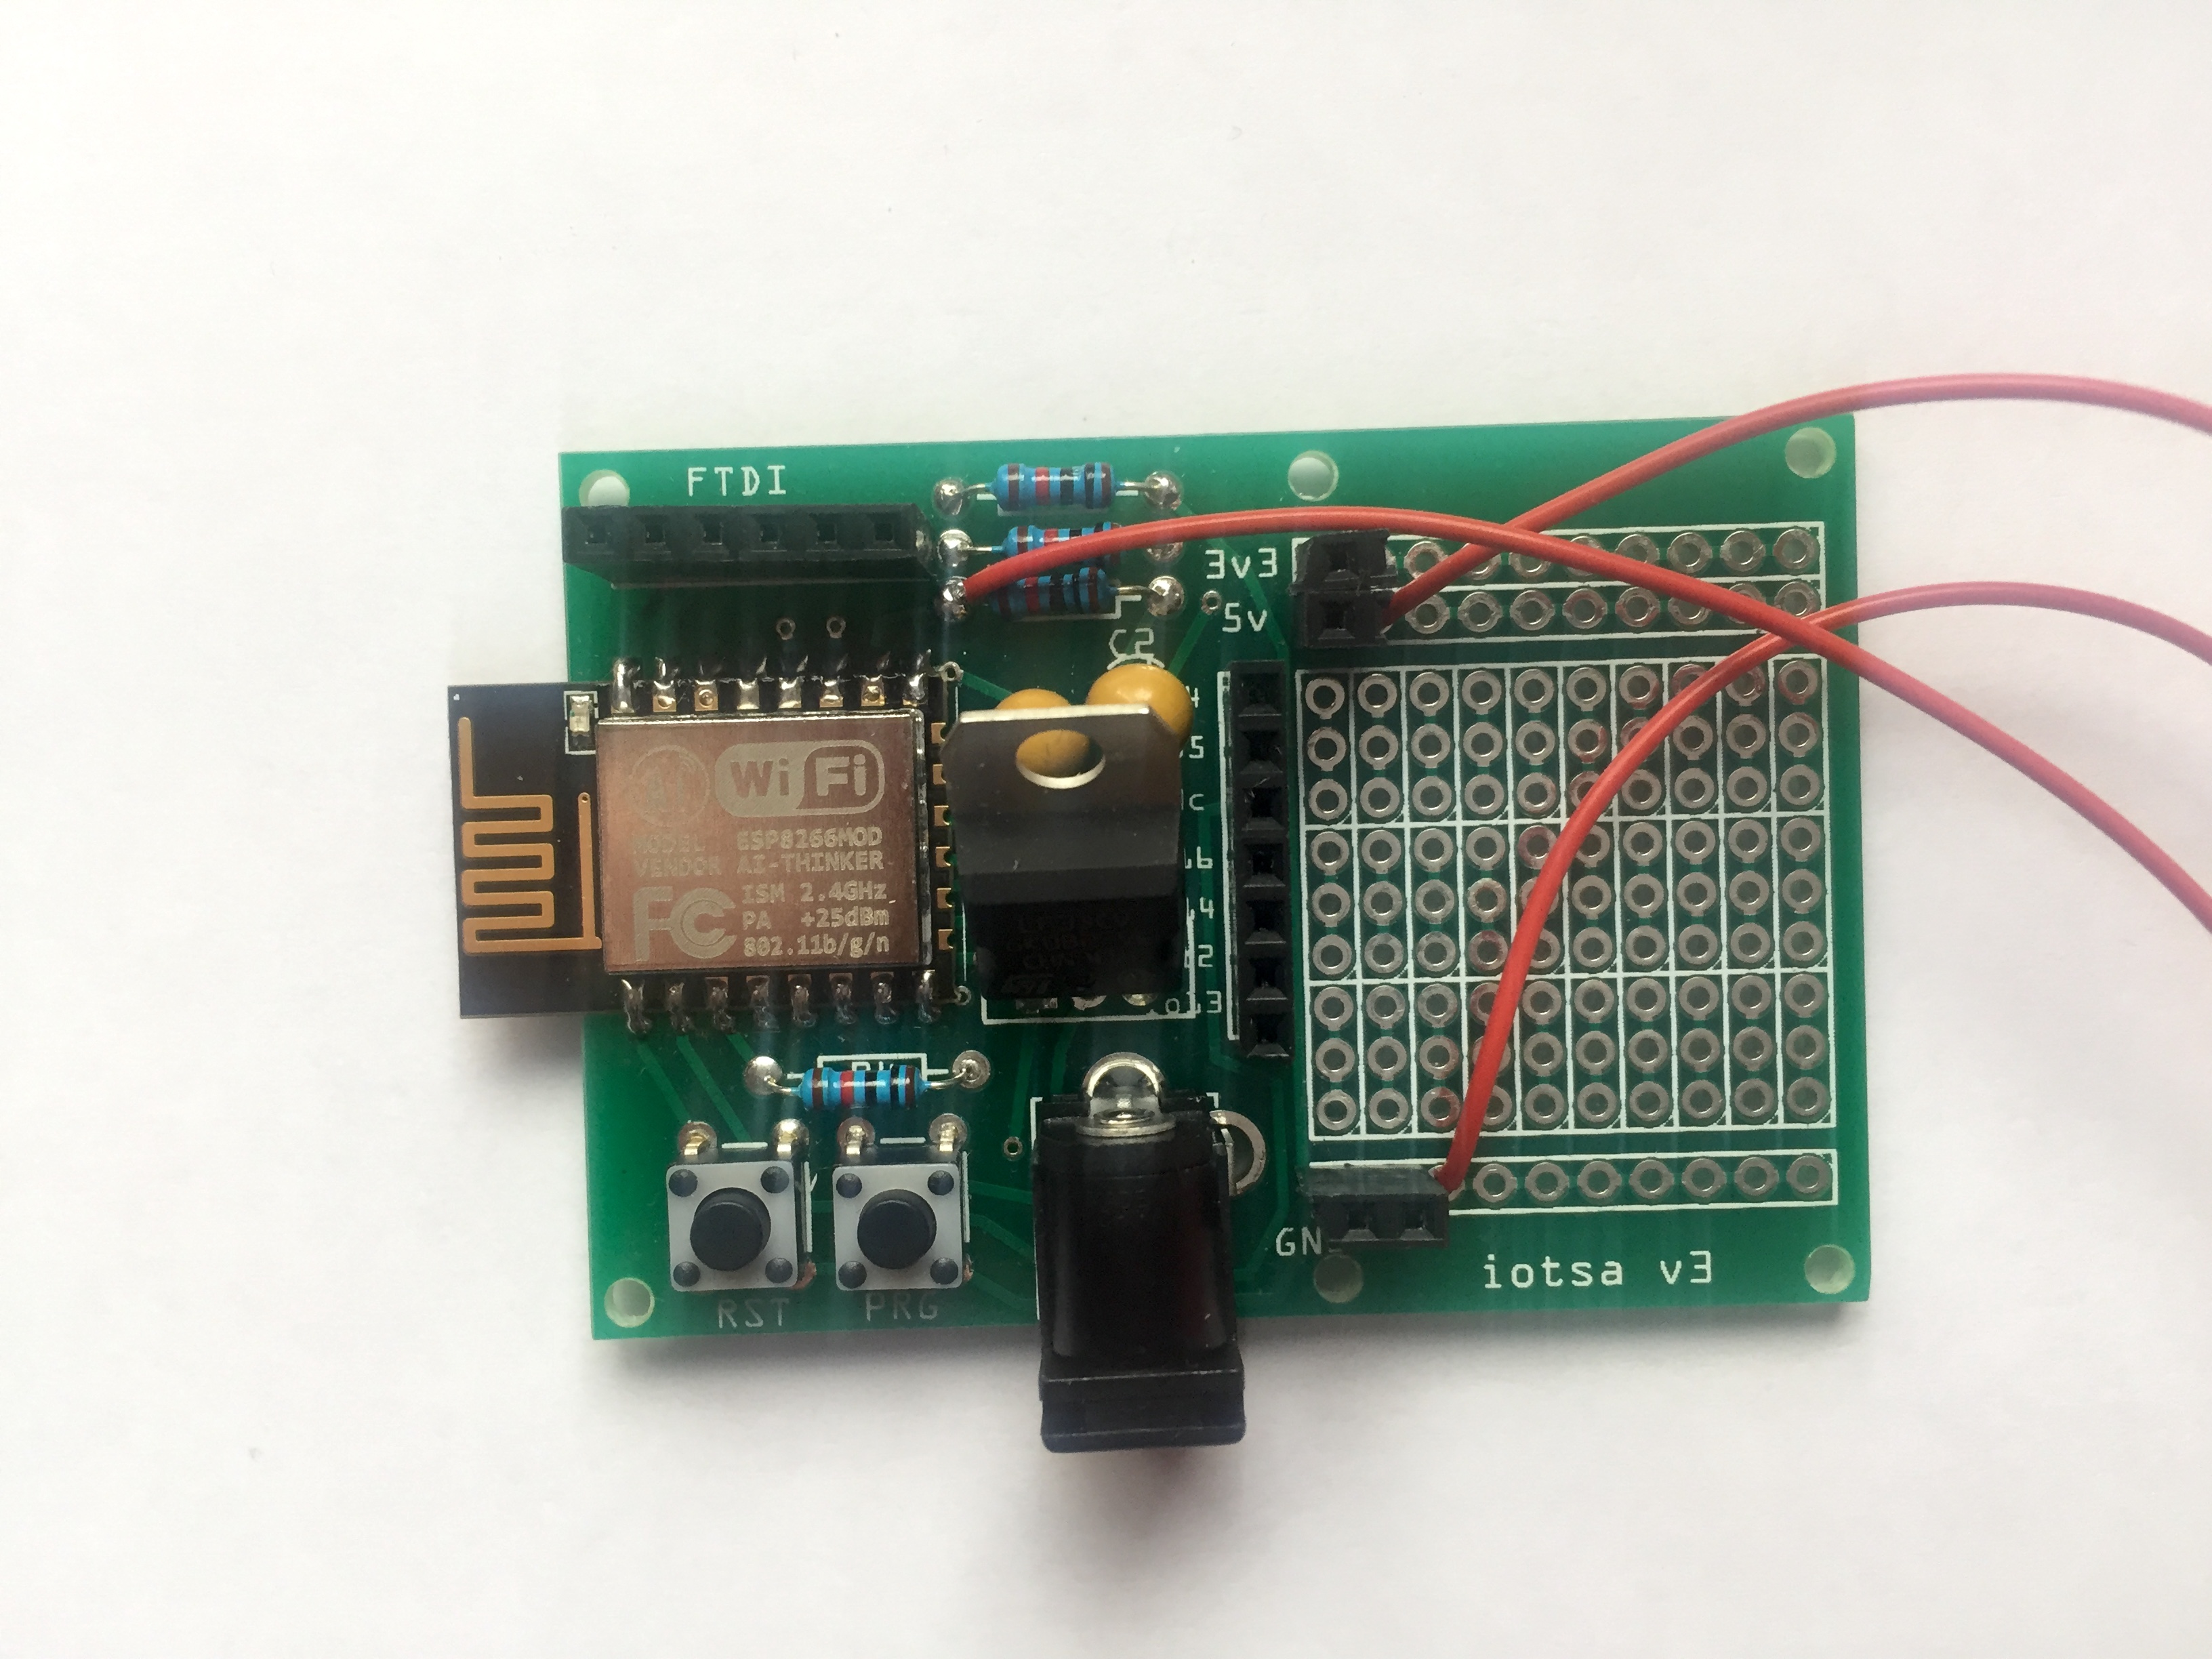 FTDI
3v3
5v
C2
WiFi
MODEL ESP8266MOD
VENDOR AI-THINKER
ISM 2.4GHz
PA +25dBm
802.11b/g/n
FC
RST
PRG
iotsa v3